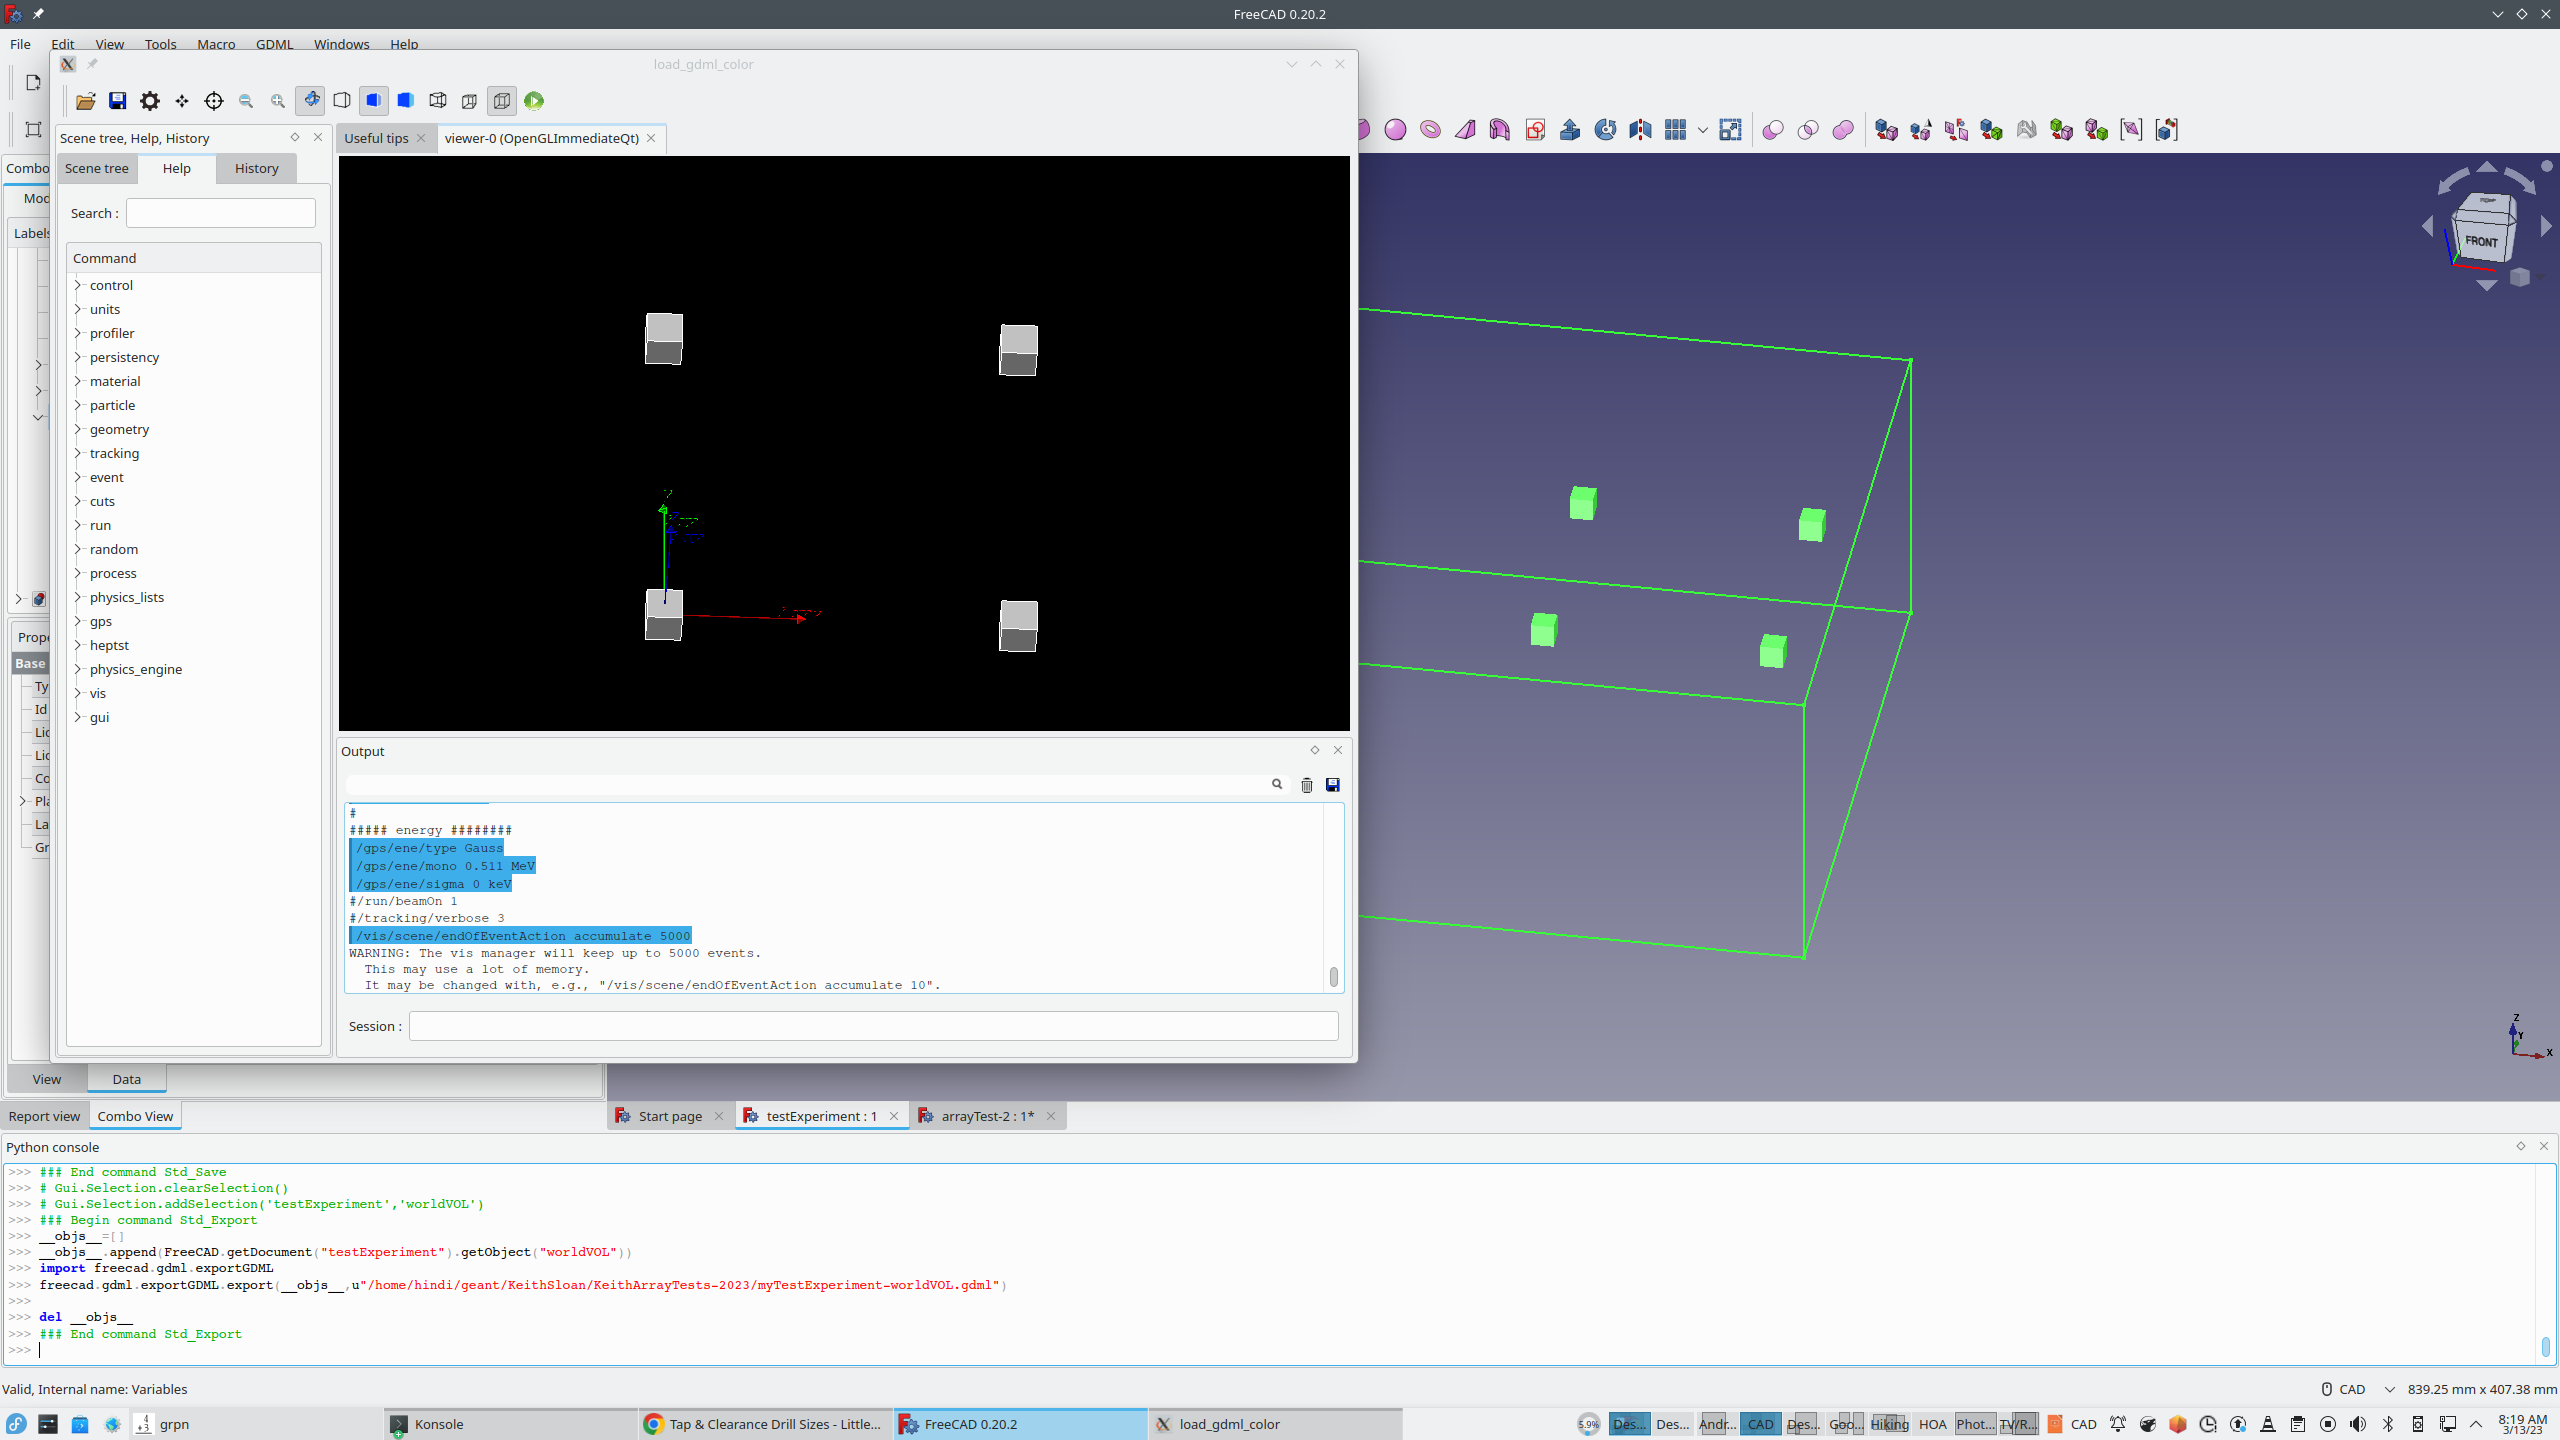 FreeCAD 0.20.2
File Edit View Tools Macro GDML Windows Help
load_gdml_color
Scene tree, Help, History
Useful tips
viewer-0 (OpenGLImmediateQt)
Combo
Scene tree Help History
Mod
Search :
Labels
Command
control
units
profiler
persistency
material
particle
geometry
tracking
event
cuts
run
random
process
physics_lists
gps
heptst
physics_engine
vis
gui
Prope
Base
Ty
Id
Lic
Lic
Co
Pla
La
Gr
FRONT
Output
#
##### energy ########
/gps/ene/type Gauss
/gps/ene/mono 0.511 MeV
/gps/ene/sigma 0 keV
#/run/beamOn 1
#/tracking/verbose 3
/vis/scene/endOfEventAction accumulate 5000
WARNING: The vis manager will keep up to 5000 events.
This may use a lot of memory.
It may be changed with, e.g., "/vis/scene/endOfEventAction accumulate 10".
Session :
Z
Y
X
View Data
Report view Combo View
Start page testExperiment : 1 arrayTest-2 : 1*
Python console
>>> ### End command Std_Save
>>> # Gui.Selection.clearSelection()
>>> # Gui.Selection.addSelection('testExperiment','worldVOL')
>>> ### Begin command Std_Export
>>> __objs__=[]
>>> __objs__.append(FreeCAD.getDocument("testExperiment").getObject("worldVOL"))
>>> import freecad.gdml.exportGDML
>>> freecad.gdml.exportGDML.export(__objs__,u"/home/hindi/geant/KeithSloan/KeithArrayTests-2023/myTestExperiment-worldVOL.gdml")
>>>
>>> del __objs__
>>> ### End command Std_Export
>>>
Valid, Internal name: Variables
CAD 839.25 mm x 407.38 mm
grpn Konsole Tap & Clearance Drill Sizes - Little... FreeCAD 0.20.2 load_gdml_color 5.9% Des... Des... Andr... CAD Des... Goo... Hiking HOA Phot... TV/R... CAD 8:19 AM
3/13/23